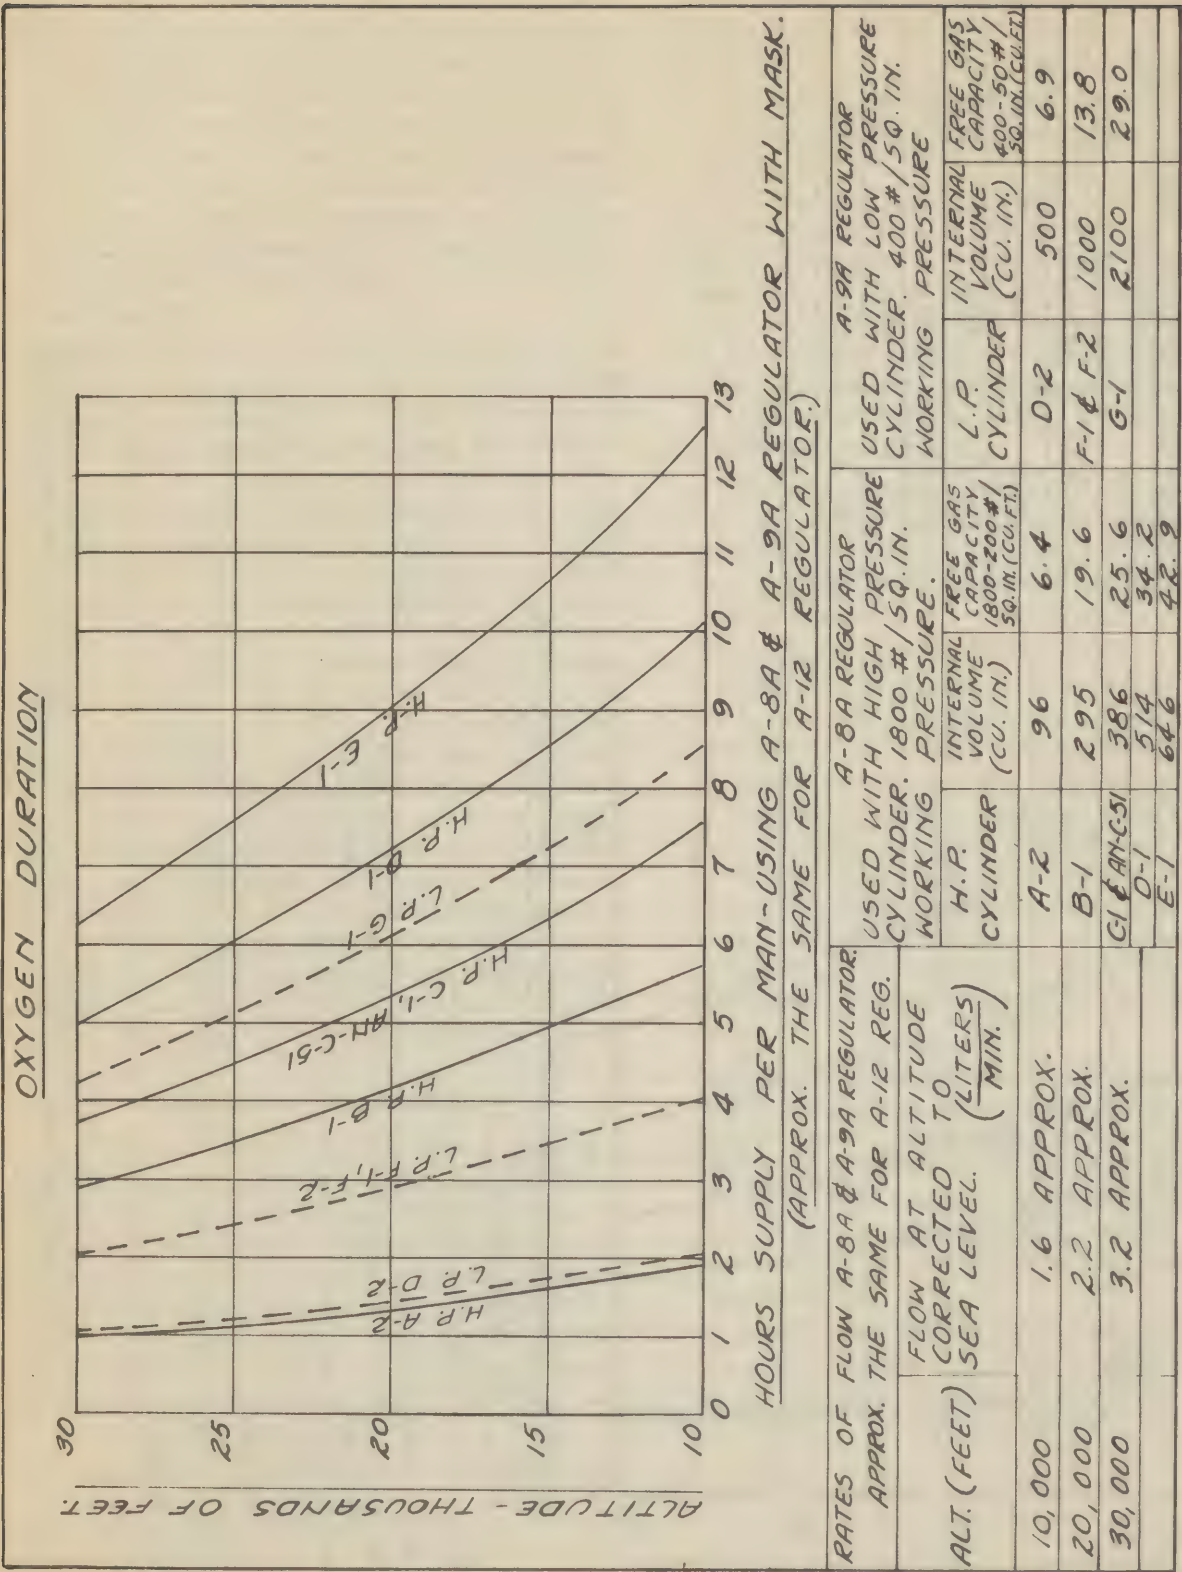 OXYGEN DURATION
ALTITUDE - THOUSANDS OF FEET.
30
25
20
15
10
H.P. A-2
L.P. D-2
L.P. F-1, F-2
H.P. B-1
H.P. C-1,
AN-C-51
L.P. G-1
H.P. D-1
H.P. E-1
0 1 2 3 4 5 6 7 8 9 10 11 12 13
HOURS SUPPLY PER MAN-USING A-8A & A-9A REGULATOR WITH MASK.
(APPROX. THE SAME FOR A-12 REGULATOR.)
RATES OF FLOW A-8A & A-9A REGULATOR.
APPROX. THE SAME FOR A-12 REG.
ALT. (FEET)
FLOW AT ALTITUDE
CORRECTED TO
SEA LEVEL. (LITERS/MIN.)
10,000 1.6 APPROX.
20,000 2.2 APPROX.
30,000 3.2 APPROX.
A-8A REGULATOR
USED WITH HIGH PRESSURE
CYLINDER. 1800 #/SQ.IN.
WORKING PRESSURE.
H.P.
CYLINDER
INTERNAL
VOLUME
(CU. IN.)
FREE GAS
CAPACITY
1800-200#/
SQ.IN.(CU.FT.)
A-2 96 6.4
B-1 295 19.6
C1 & AN-C-51 386 25.6
D-1 514 34.2
E-1 646 42.9
A-9A REGULATOR
USED WITH LOW PRESSURE
CYLINDER. 400 #/SQ. IN.
WORKING PRESSURE
L.P.
CYLINDER
INTERNAL
VOLUME
(CU. IN.)
FREE GAS
CAPACITY
400-50#/
SQ.IN.(CU.FT.)
D-2 500 6.9
F-1 & F-2 1000 13.8
G-1 2100 29.0